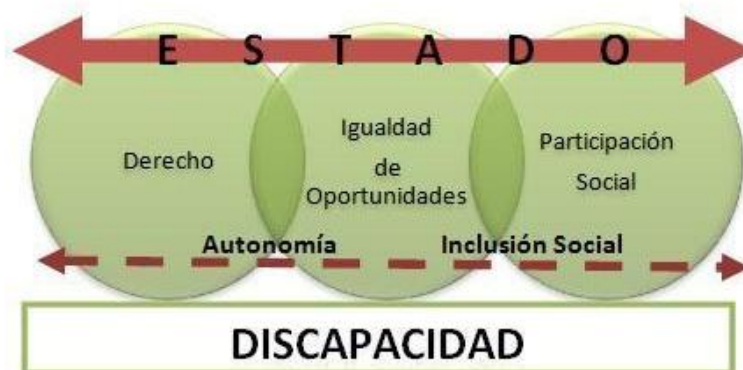 E S T A D O
Derecho
Igualdad
de
Oportunidades
Participación
Social
Autonomía
Inclusión Social
DISCAPACIDAD